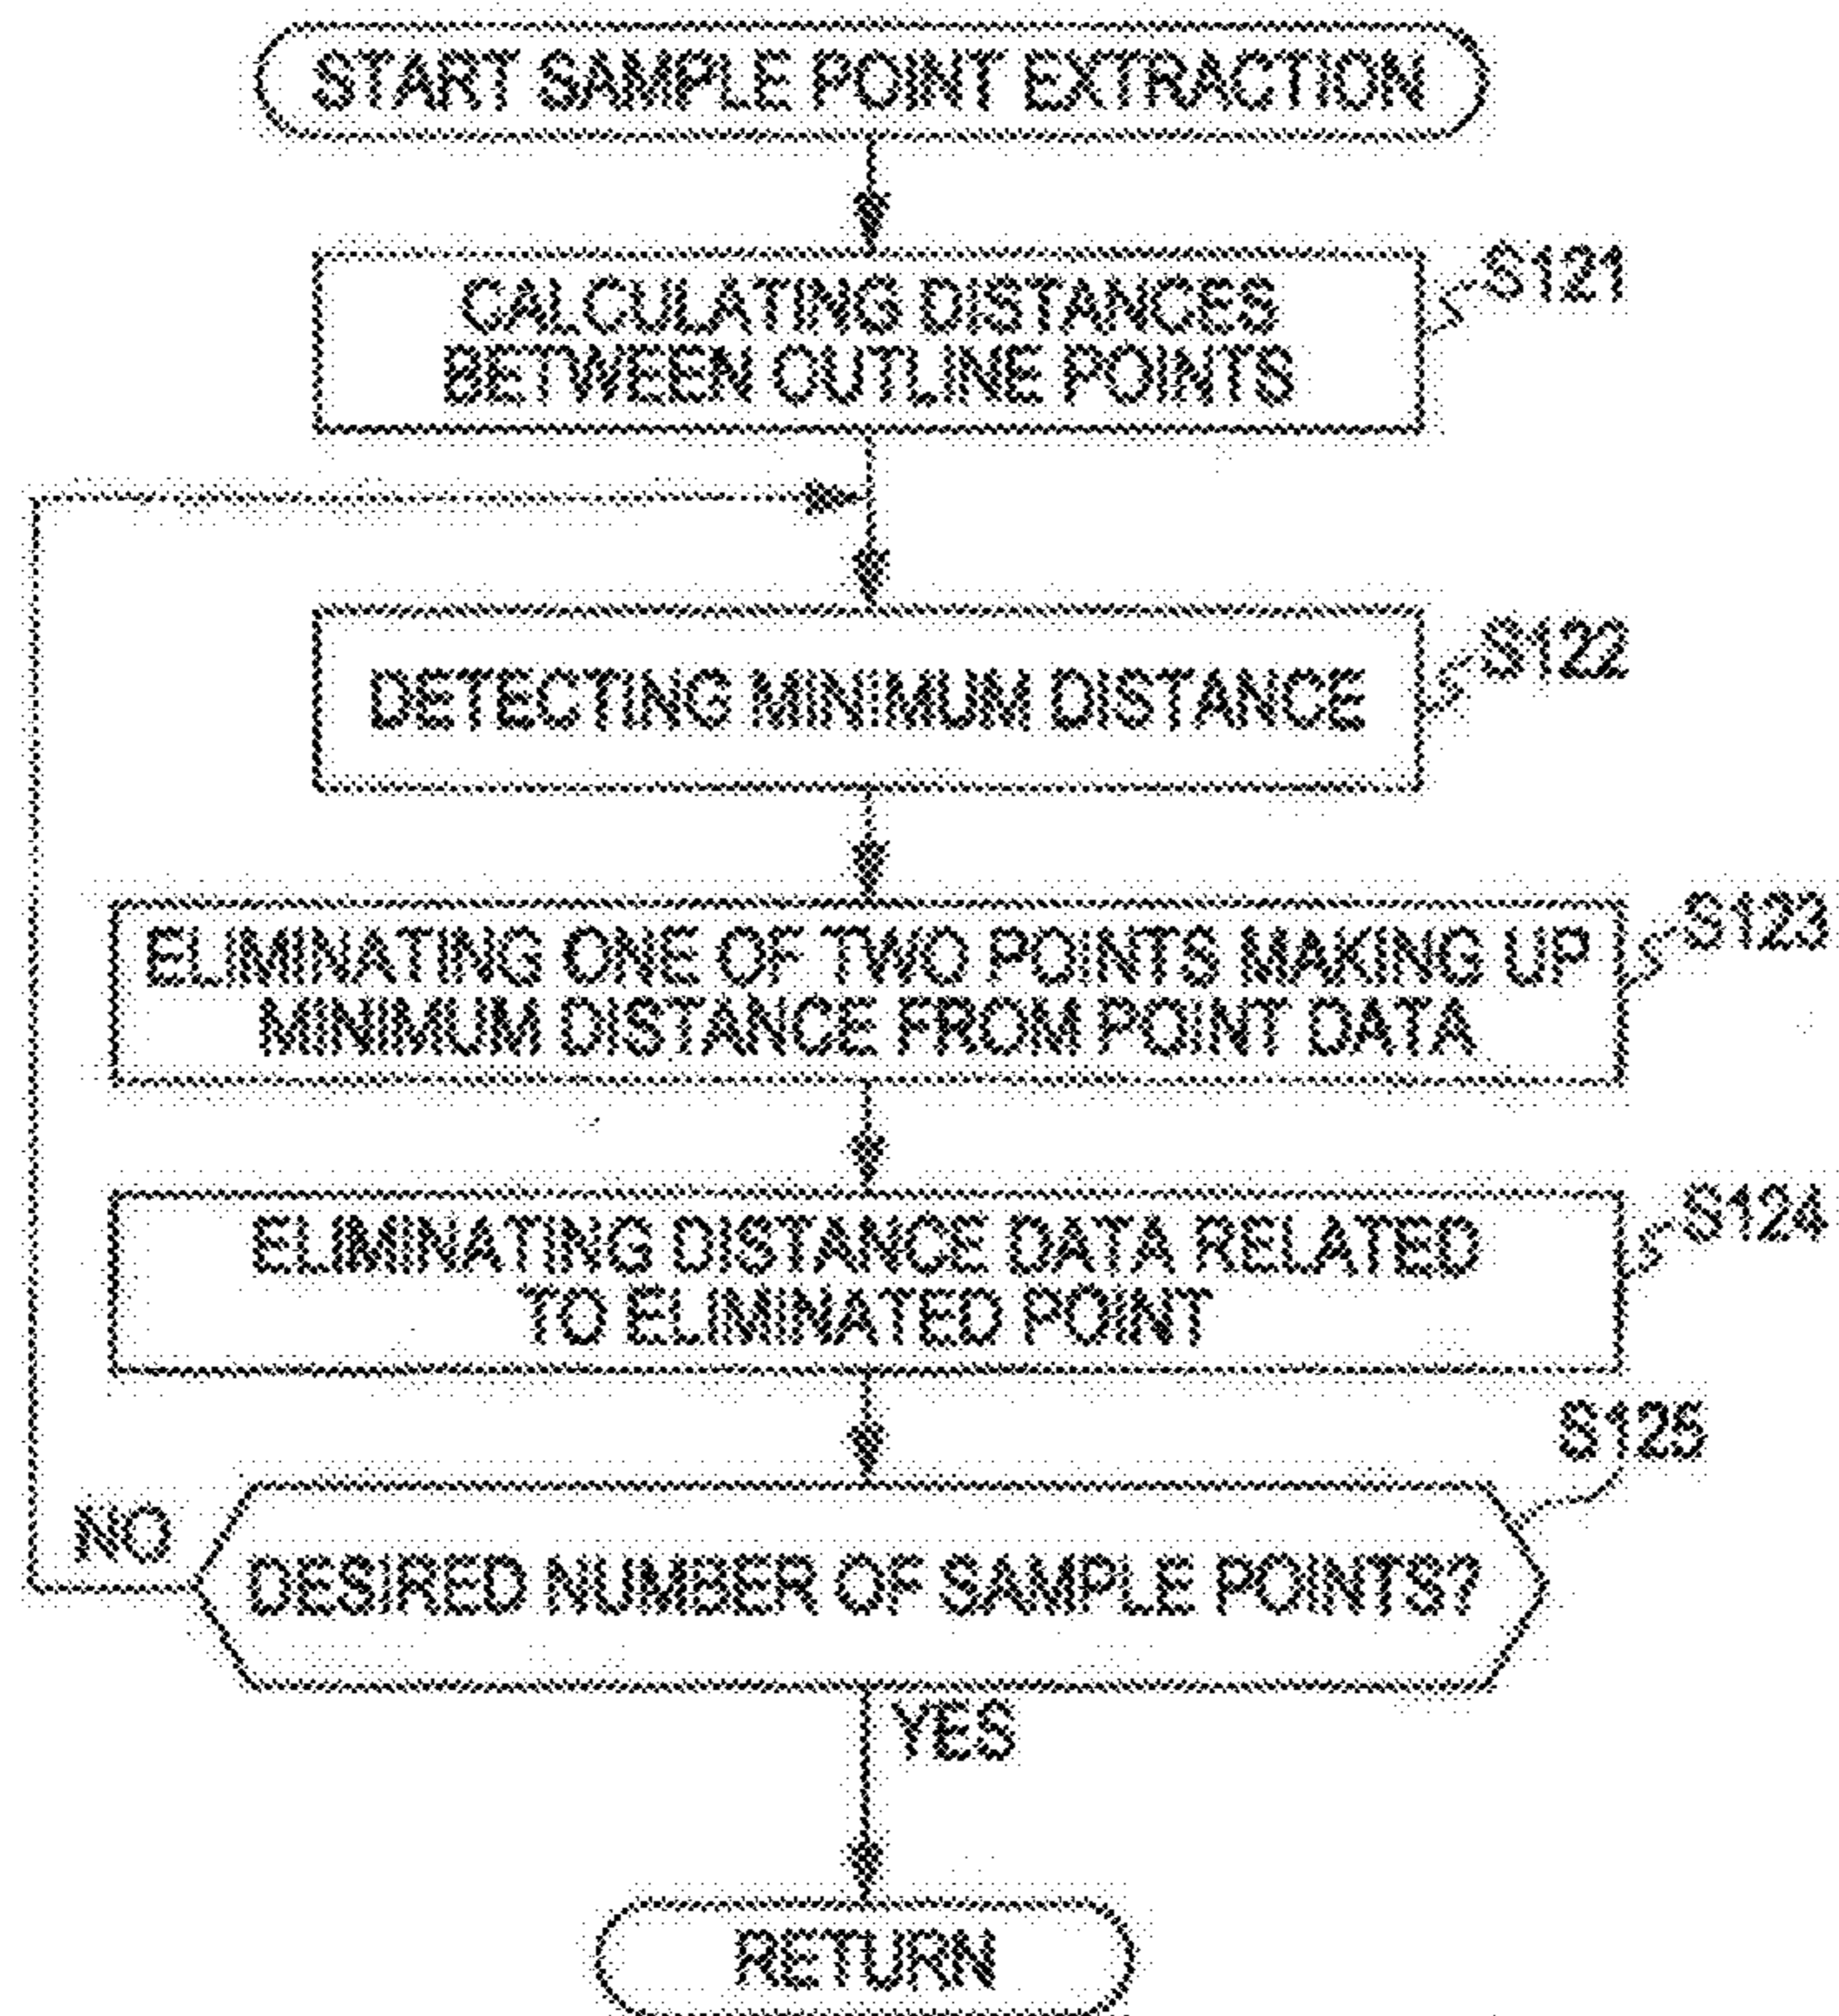 START SAMPLE POINT EXTRACTION
CALCULATING DISTANCES
BETWEEN OUTLINE POINTS
S121
DETECTING MINIMUM DISTANCE
S122
ELIMINATING ONE OF TWO POINTS MAKING UP
MINIMUM DISTANCE FROM POINT DATA
S123
ELIMINATING DISTANCE DATA RELATED
TO ELIMINATED POINT
S124
S125
NO
DESIRED NUMBER OF SAMPLE POINTS?
YES
RETURN